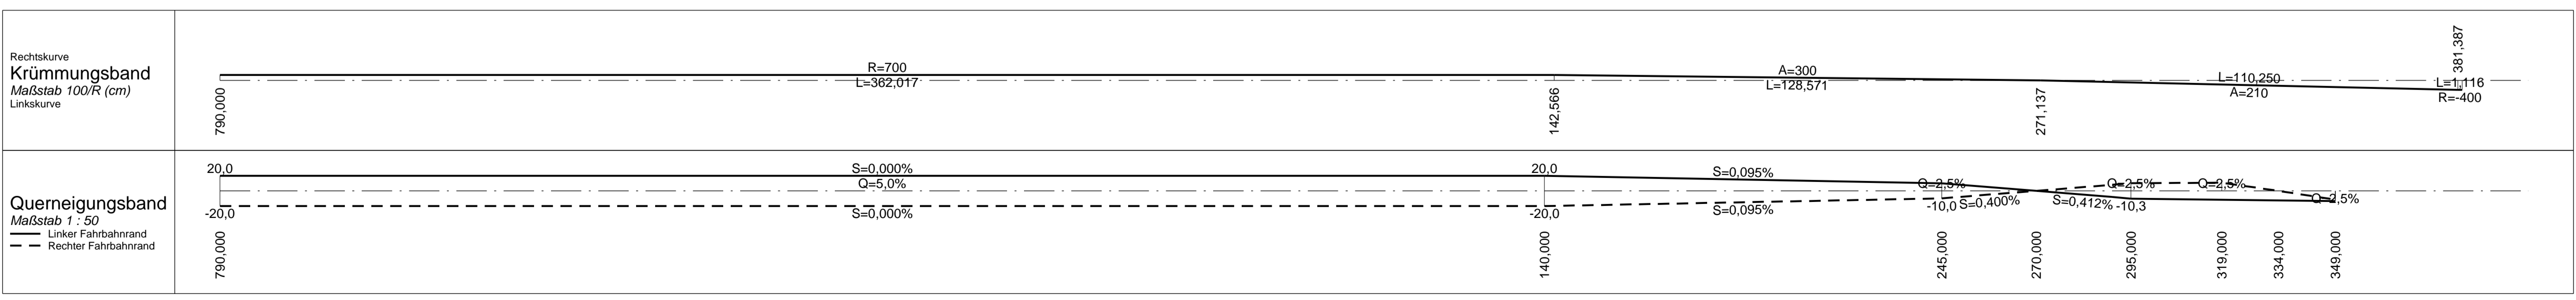 Rechtskurve
Krümmungsband
Maßstab 100/R (cm)
Linkskurve
R=700
L=362,017
A=300
L=128,571
L=110,250
A=210
L=1,116
R=-400
790,000
142,566
271,137
381,387
Querneigungsband
Maßstab 1 : 50
Linker Fahrbahnrand
Rechter Fahrbahnrand
20,0
S=0,000%
20,0
S=0,095%
Q=5,0%
Q=2,5%
Q=2,5%
Q=2,5%
-20,0
S=0,000%
-20,0
S=0,095%
-10,0
S=0,400%
S=0,412%
-10,3
Q=2,5%
790,000
140,000
245,000
270,000
295,000
319,000
334,000
349,000